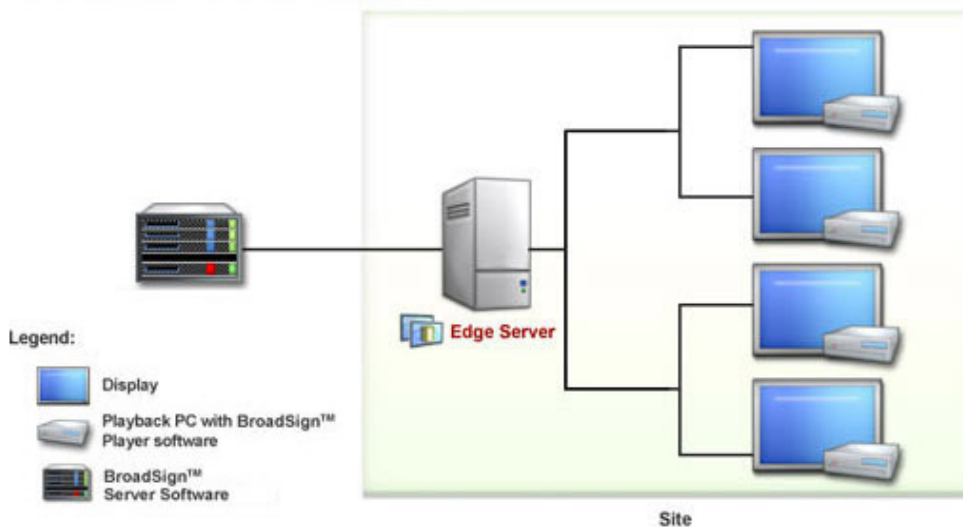 Edge Server
Legend:
Display
Playback PC with BroadSign™
Player software
BroadSign™
Server Software
Site